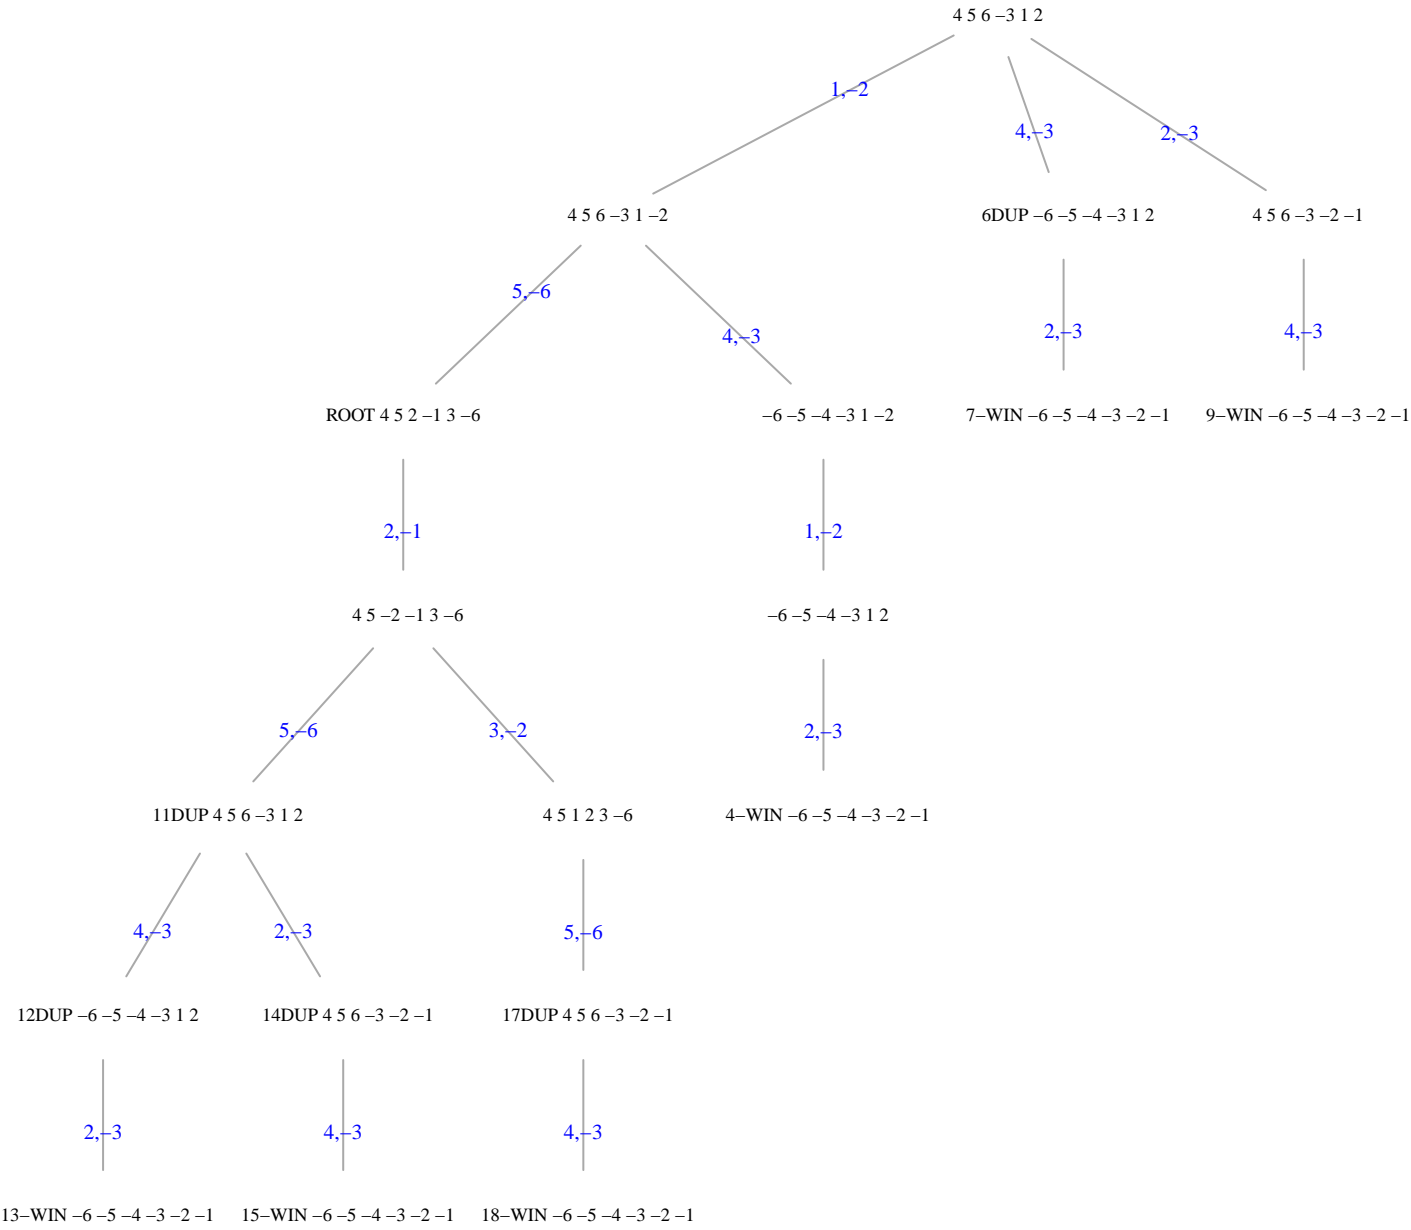 4 5 6 −3 1 2
1,−2
4,−3
2,−3
4 5 6 −3 1 −2
6DUP −6 −5 −4 −3 1 2
4 5 6 −3 −2 −1
5,−6
4,−3
2,−3
4,−3
ROOT 4 5 2 −1 3 −6
−6 −5 −4 −3 1 −2
7−WIN −6 −5 −4 −3 −2 −1
9−WIN −6 −5 −4 −3 −2 −1
2,−1
1,−2
4 5 −2 −1 3 −6
−6 −5 −4 −3 1 2
5,−6
3,−2
2,−3
11DUP 4 5 6 −3 1 2
4 5 1 2 3 −6
4−WIN −6 −5 −4 −3 −2 −1
4,−3
2,−3
5,−6
12DUP −6 −5 −4 −3 1 2
14DUP 4 5 6 −3 −2 −1
17DUP 4 5 6 −3 −2 −1
2,−3
4,−3
4,−3
13−WIN −6 −5 −4 −3 −2 −1
15−WIN −6 −5 −4 −3 −2 −1
18−WIN −6 −5 −4 −3 −2 −1